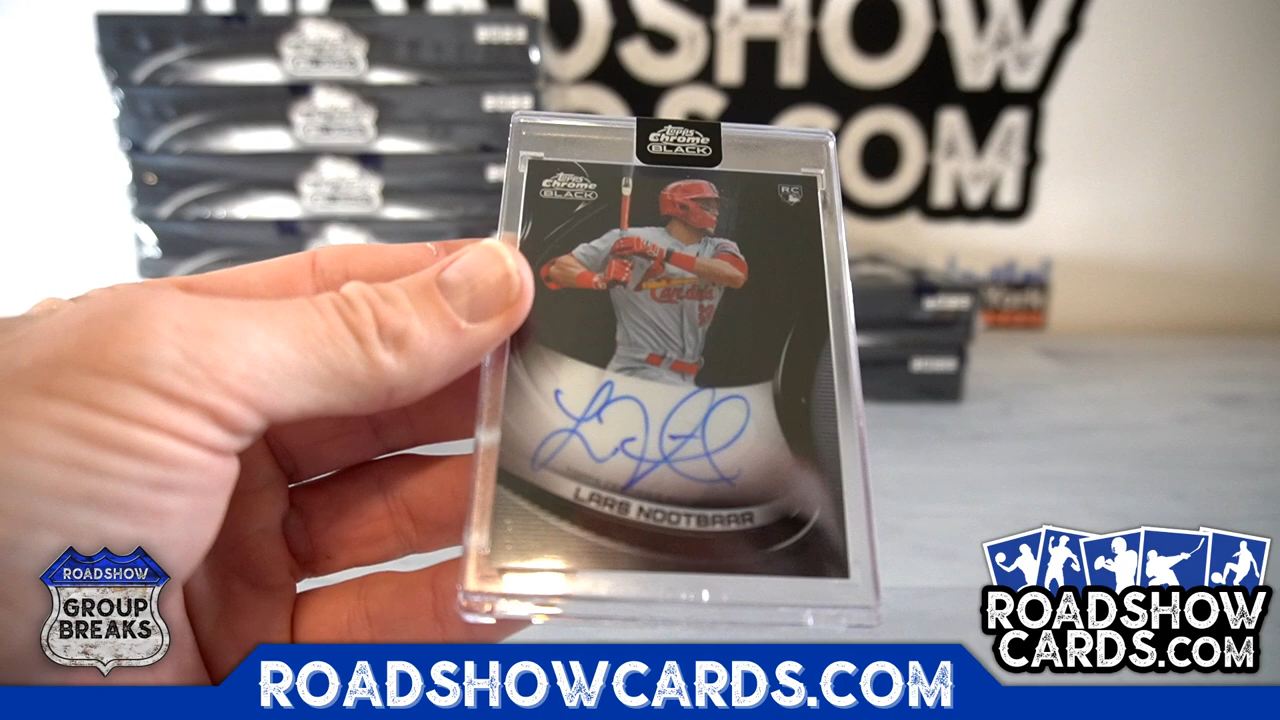 ROADSHOW
CARDS.COM
Topps
Chrome
BLACK
Topps
Chrome
BLACK
RC
Cardinals
LARS NOOTBAAR
ROADSHOW
GROUP
BREAKS
ROADSHOW
CARDS.COM
ROADSHOWCARDS.COM